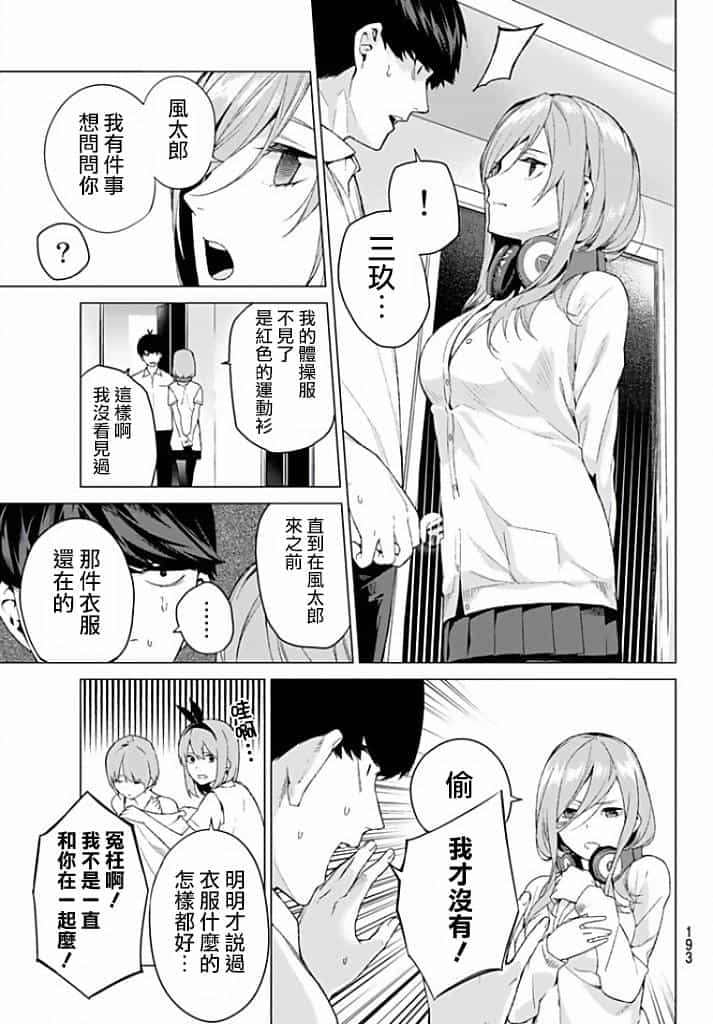 ！
三玖…
風太郎
我有件事
想問問你
？
我的體操服
不見了
是紅色的運動衫
這樣啊
我沒看見過
直到在風太郎
來之前
…
那件衣服
還在的
偷
我才沒有！
哇啊…
明明才說過
衣服什麼的
怎樣都好…
冤枉啊！
我不是一直
和你在一起麼！
193